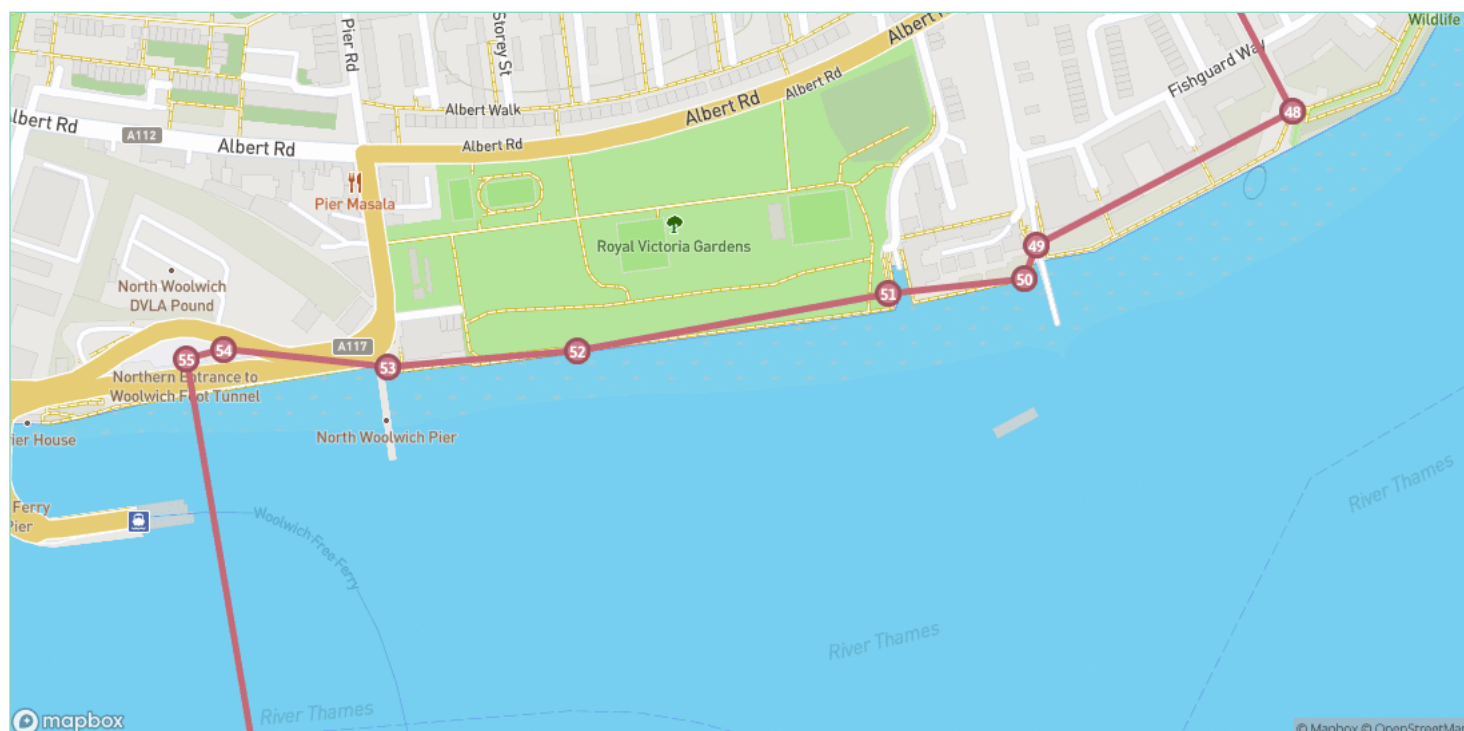 Wildlife
Pier Rd
Storey St
Albert R
Fishguard Way
Albert Walk
Albert Rd
Albert Rd
48
lbert Rd
A112
Albert Rd
Albert Rd
Pier Masala
Royal Victoria Gardens
49
North Woolwich
DVLA Pound
50
51
A117
54
52
55
53
Northern Entrance to
Woolwich Foot Tunnel
ier House
North Woolwich Pier
River Thames
Ferry
Pier
Woolwich Free Ferry
River Thames
River Thames
mapbox
© Mapbox © OpenStreetMap